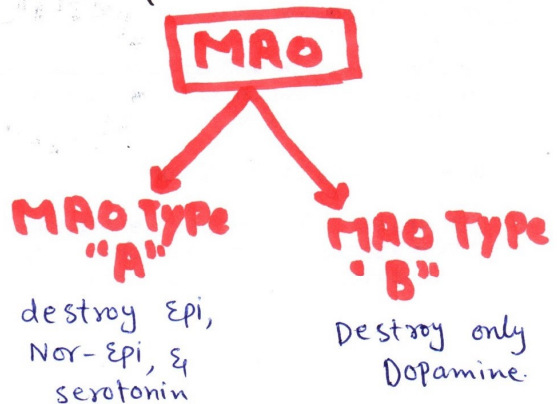 MAO
MAO Type
"A"
destroy Epi,
Nor-Epi, &
serotonin
MAO Type
"B"
Destroy only
Dopamine.